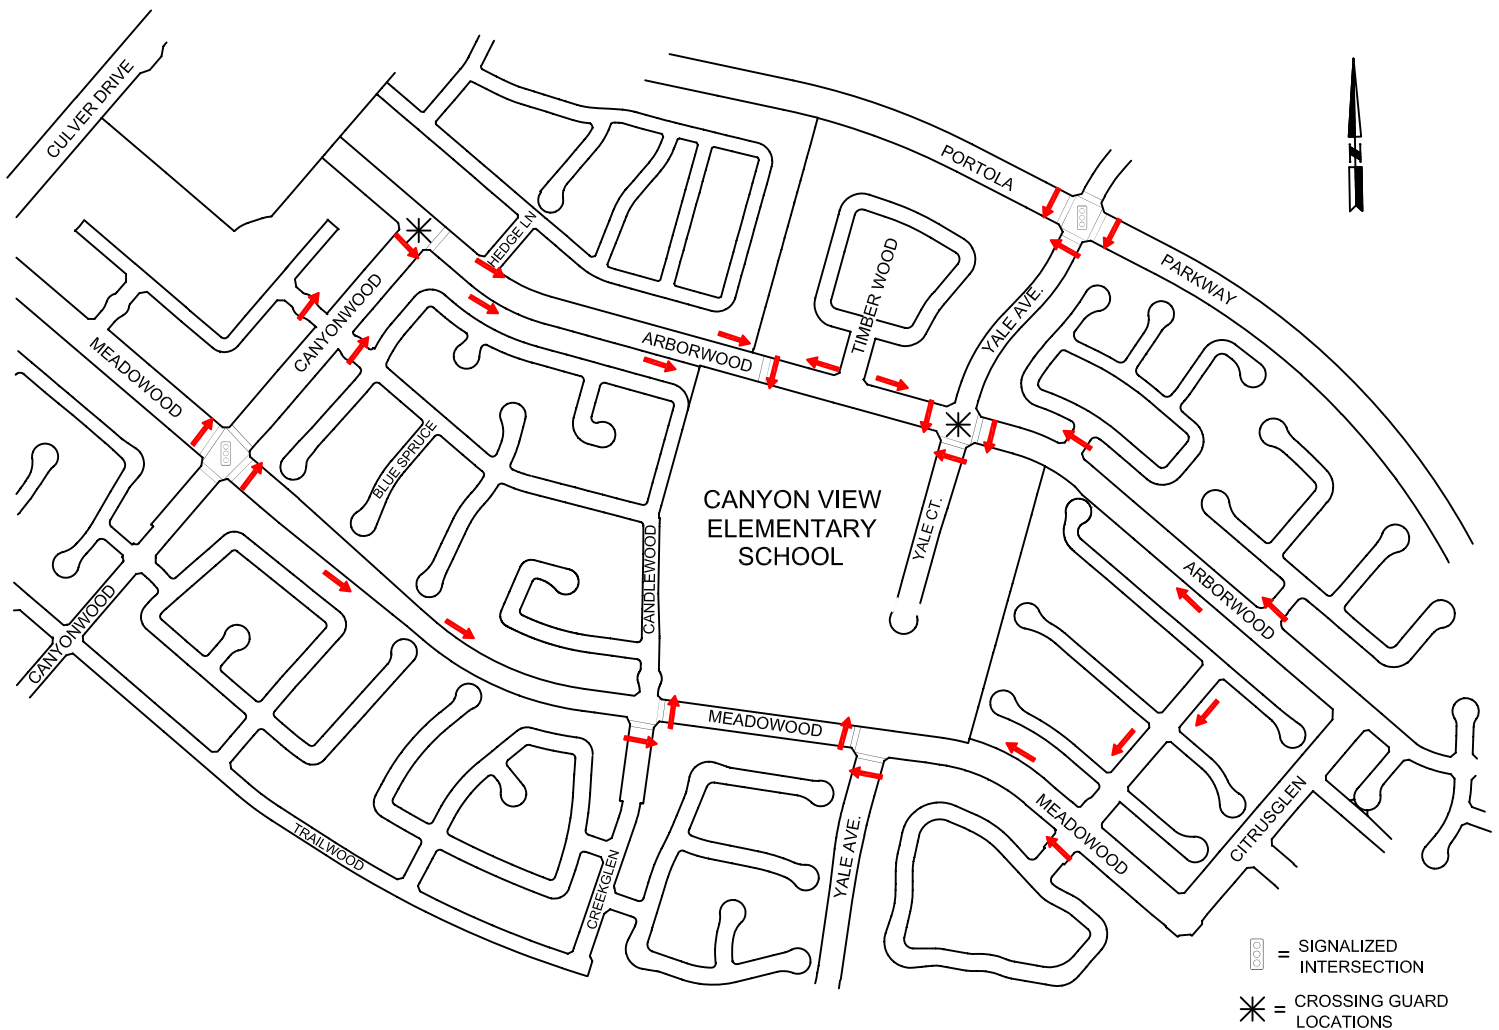 CULVER DRIVE
PORTOLA
PARKWAY
N
HEDGE LN
CANYONWOOD
MEADOWOOD
ARBORWOOD
TIMBER WOOD
YALE AVE.
BLUE SPRUCE
CANYON VIEW
ELEMENTARY
SCHOOL
YALE CT.
CANDLEWOOD
ARBORWOOD
CANYONWOOD
MEADOWOOD
MEADOWOOD
CITRUSGLEN
TRAILWOOD
CREEKGLEN
YALE AVE.
= SIGNALIZED
INTERSECTION
= CROSSING GUARD
LOCATIONS